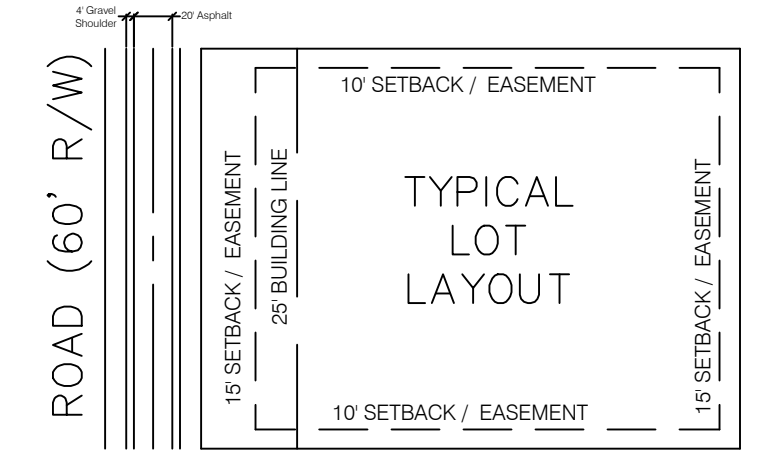 4' Gravel
Shoulder
20' Asphalt
ROAD (60' R/W)
10' SETBACK / EASEMENT
15' SETBACK / EASEMENT
25' BUILDING LINE
TYPICAL
LOT
LAYOUT
15' SETBACK / EASEMENT
10' SETBACK / EASEMENT